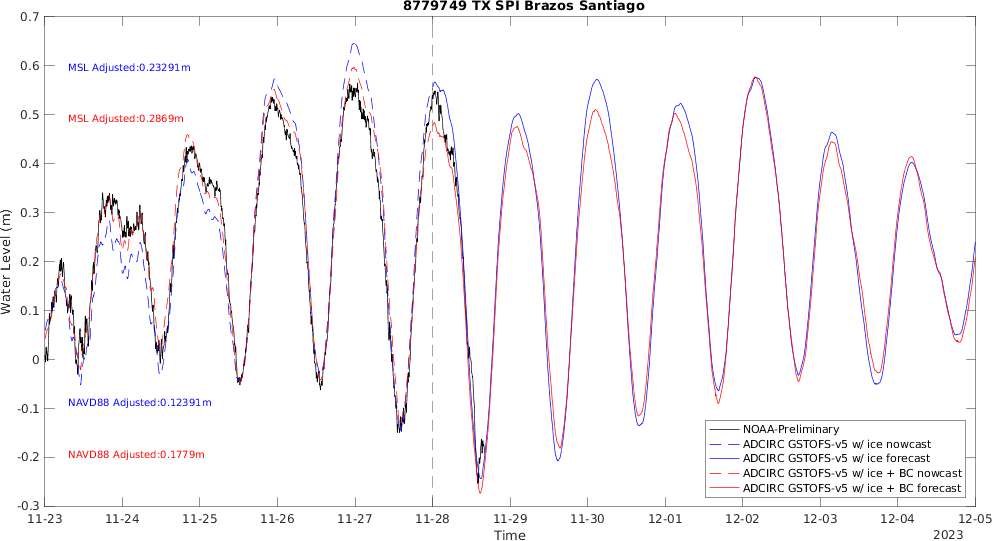 8779749 TX SPI Brazos Santiago
0.7
0.6
0.5
0.4
0.3
0.2
0.1
0
-0.1
-0.2
-0.3
Water Level (m)
MSL Adjusted:0.23291m
MSL Adjusted:0.2869m
NAVD88 Adjusted:0.12391m
NAVD88 Adjusted:0.1779m
NOAA-Preliminary
ADCIRC GSTOFS-v5 w/ ice nowcast
ADCIRC GSTOFS-v5 w/ ice forecast
ADCIRC GSTOFS-v5 w/ ice + BC nowcast
ADCIRC GSTOFS-v5 w/ ice + BC forecast
11-23 11-24 11-25 11-26 11-27 11-28 11-29 11-30 12-01 12-02 12-03 12-04 12-05
Time
2023